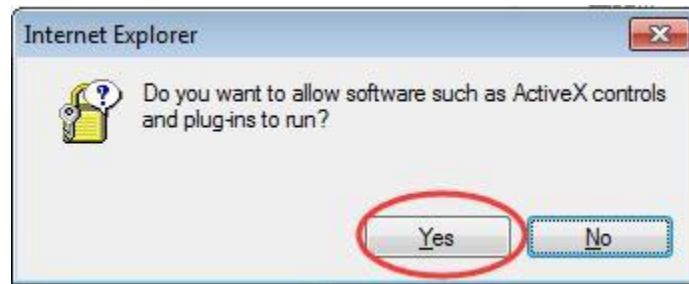 Internet Explorer
Do you want to allow software such as ActiveX controls
and plug-ins to run?
Yes
No